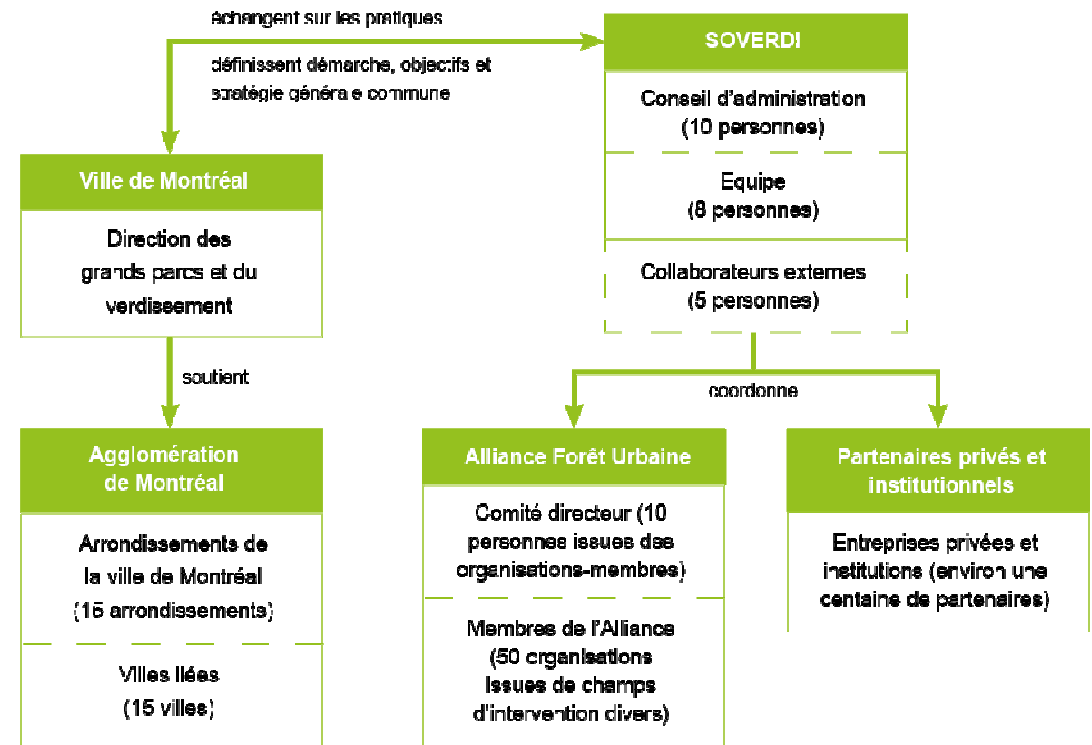 échangent sur les pratiques
définissent démarche, objectifs et
stratégie générale commune
SOVERDI
Conseil d'administration
(10 personnes)
Equipe
(8 personnes)
Collaborateurs externes
(5 personnes)
Ville de Montréal
Direction des
grands parcs et du
verdissement
soutient
coordonne
Agglomération
de Montréal
Arrondissements de
la ville de Montréal
(15 arrondissements)
Villes liées
(15 villes)
Alliance Forêt Urbaine
Comité directeur (10
personnes issues des
organisations-membres)
Membres de l'Alliance
(50 organisations
issues de champs
d'intervention divers)
Partenaires privés et
institutionnels
Entreprises privées et
institutions (environ une
centaine de partenaires)